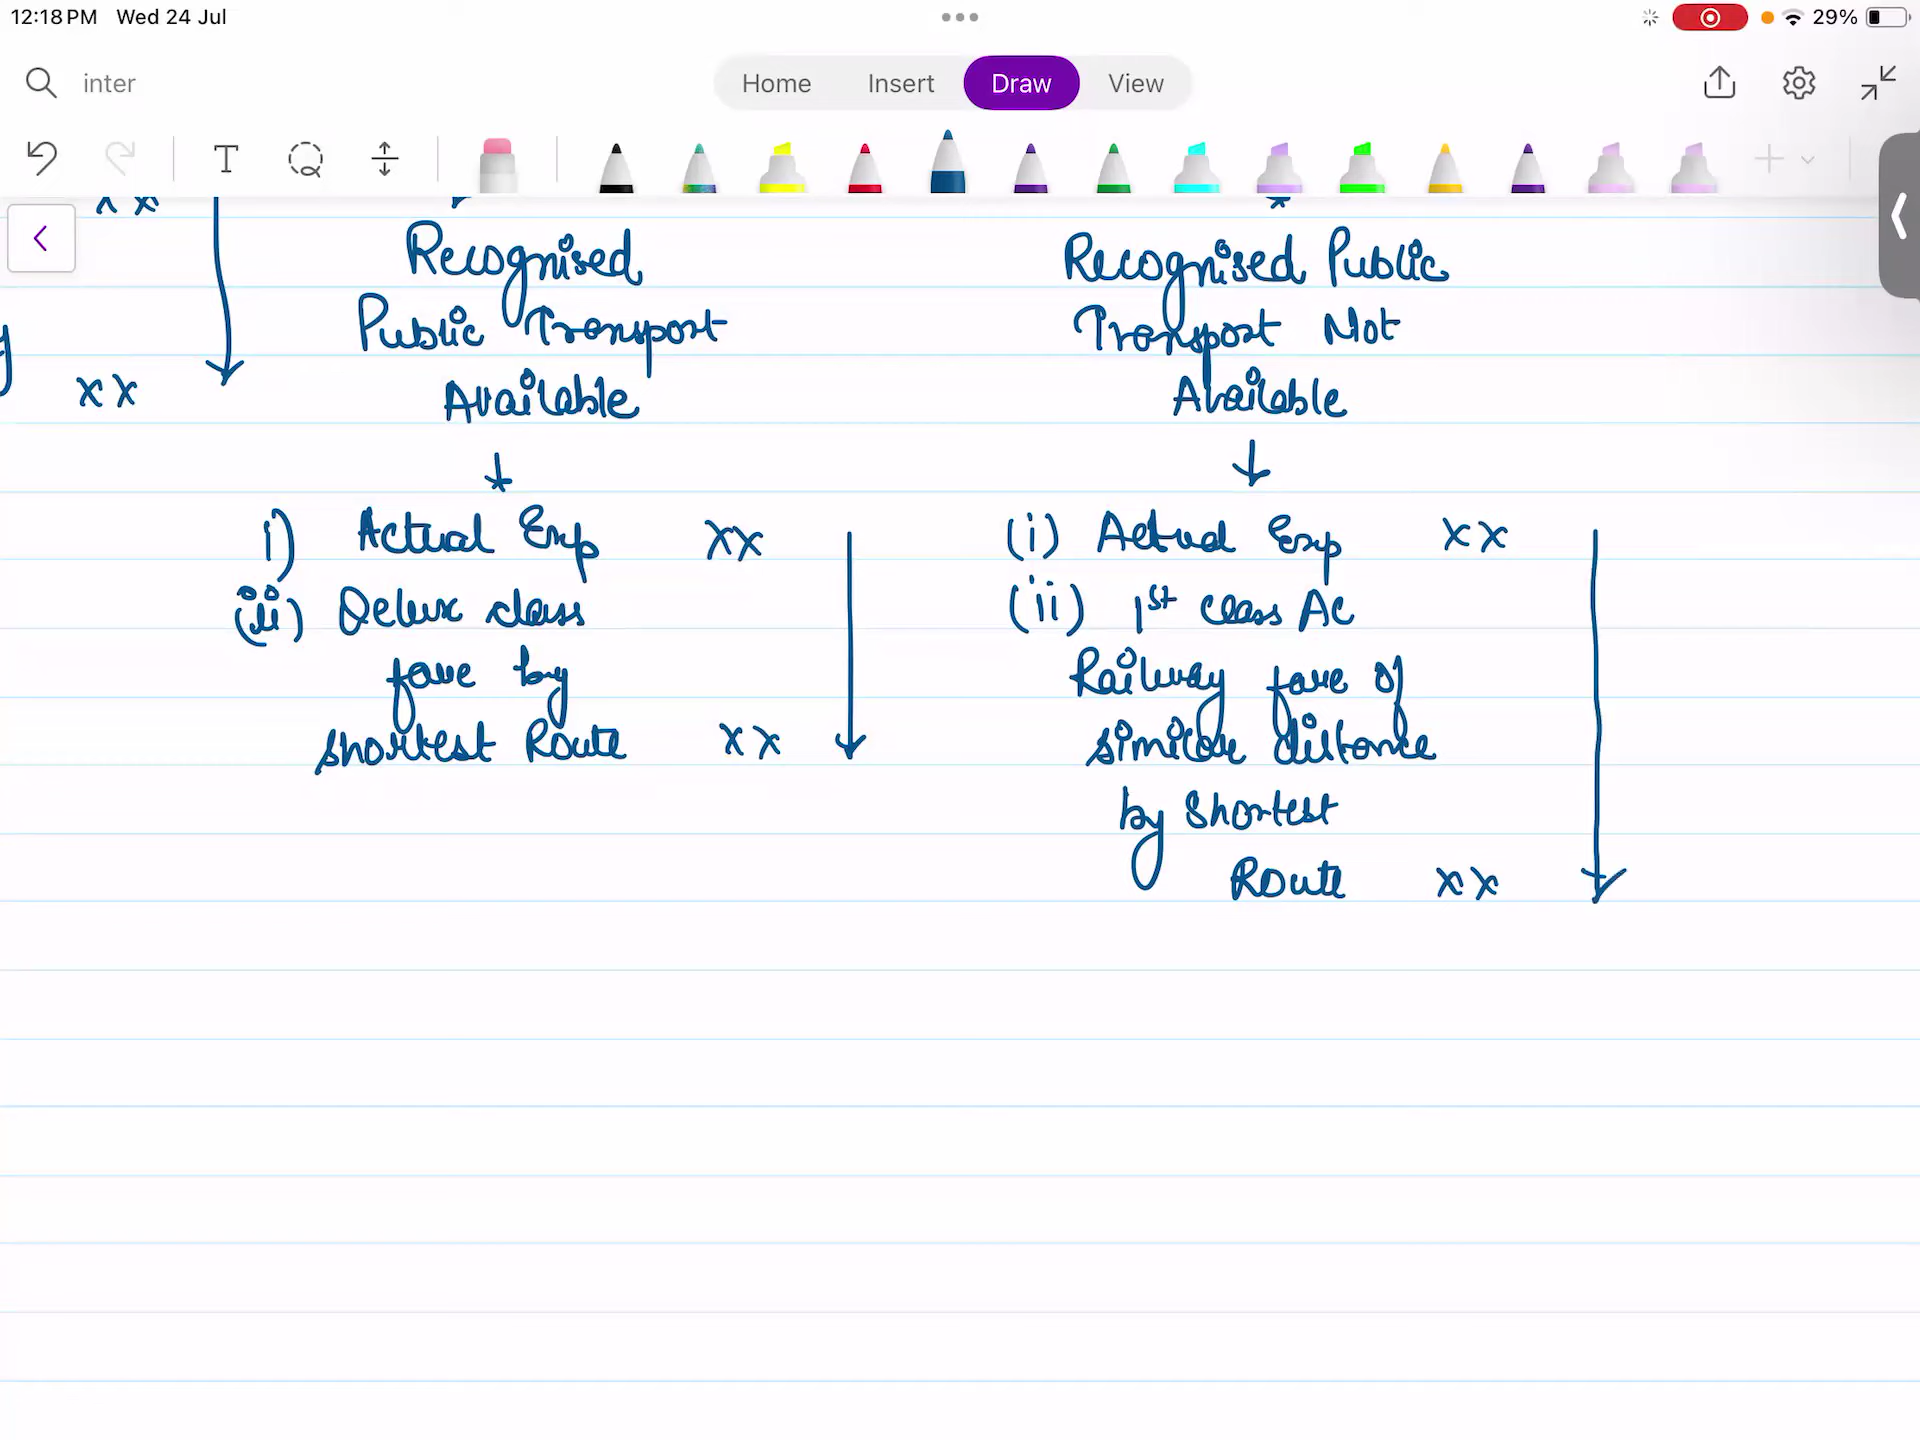 12:18 PM Wed 24 Jul
29%
inter
Home Insert Draw View
T
xx
xx
Recognised
Public Transport
Available
i) Actual Exp xx
(ii) Delux class
fare by
shortest Route xx
Recognised Public
Transport Not
Available
(i) Actual Exp xx
(ii) 1st class Ac
Railway fare of
similar distance
by shortest
Route xx